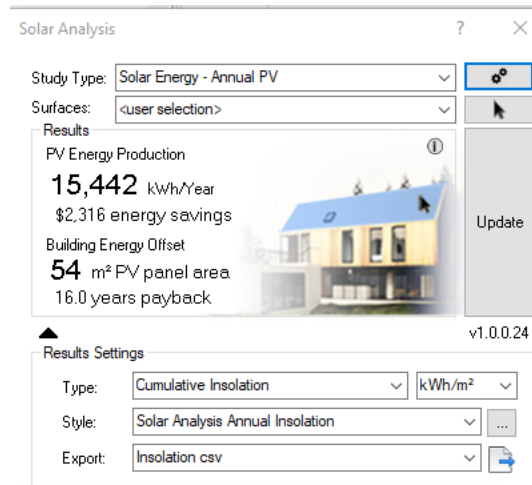 Solar Analysis ?
Study Type: Solar Energy - Annual PV
Surfaces: <user selection>
Results
PV Energy Production
15,442 kWh/Year
$2,316 energy savings
Building Energy Offset
54 m² PV panel area
16.0 years payback
Update
v1.0.0.24
Results Settings
Type: Cumulative Insolation kWh/m²
Style: Solar Analysis Annual Insolation ...
Export: Insolation csv